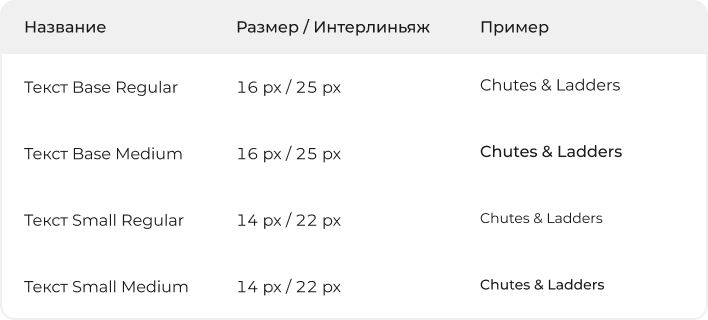 Название Размер / Интерлиньяж Пример
Текст Base Regular 16 px / 25 px Chutes & Ladders
Текст Base Medium 16 px / 25 px Chutes & Ladders
Текст Small Regular 14 px / 22 px Chutes & Ladders
Текст Small Medium 14 px / 22 px Chutes & Ladders